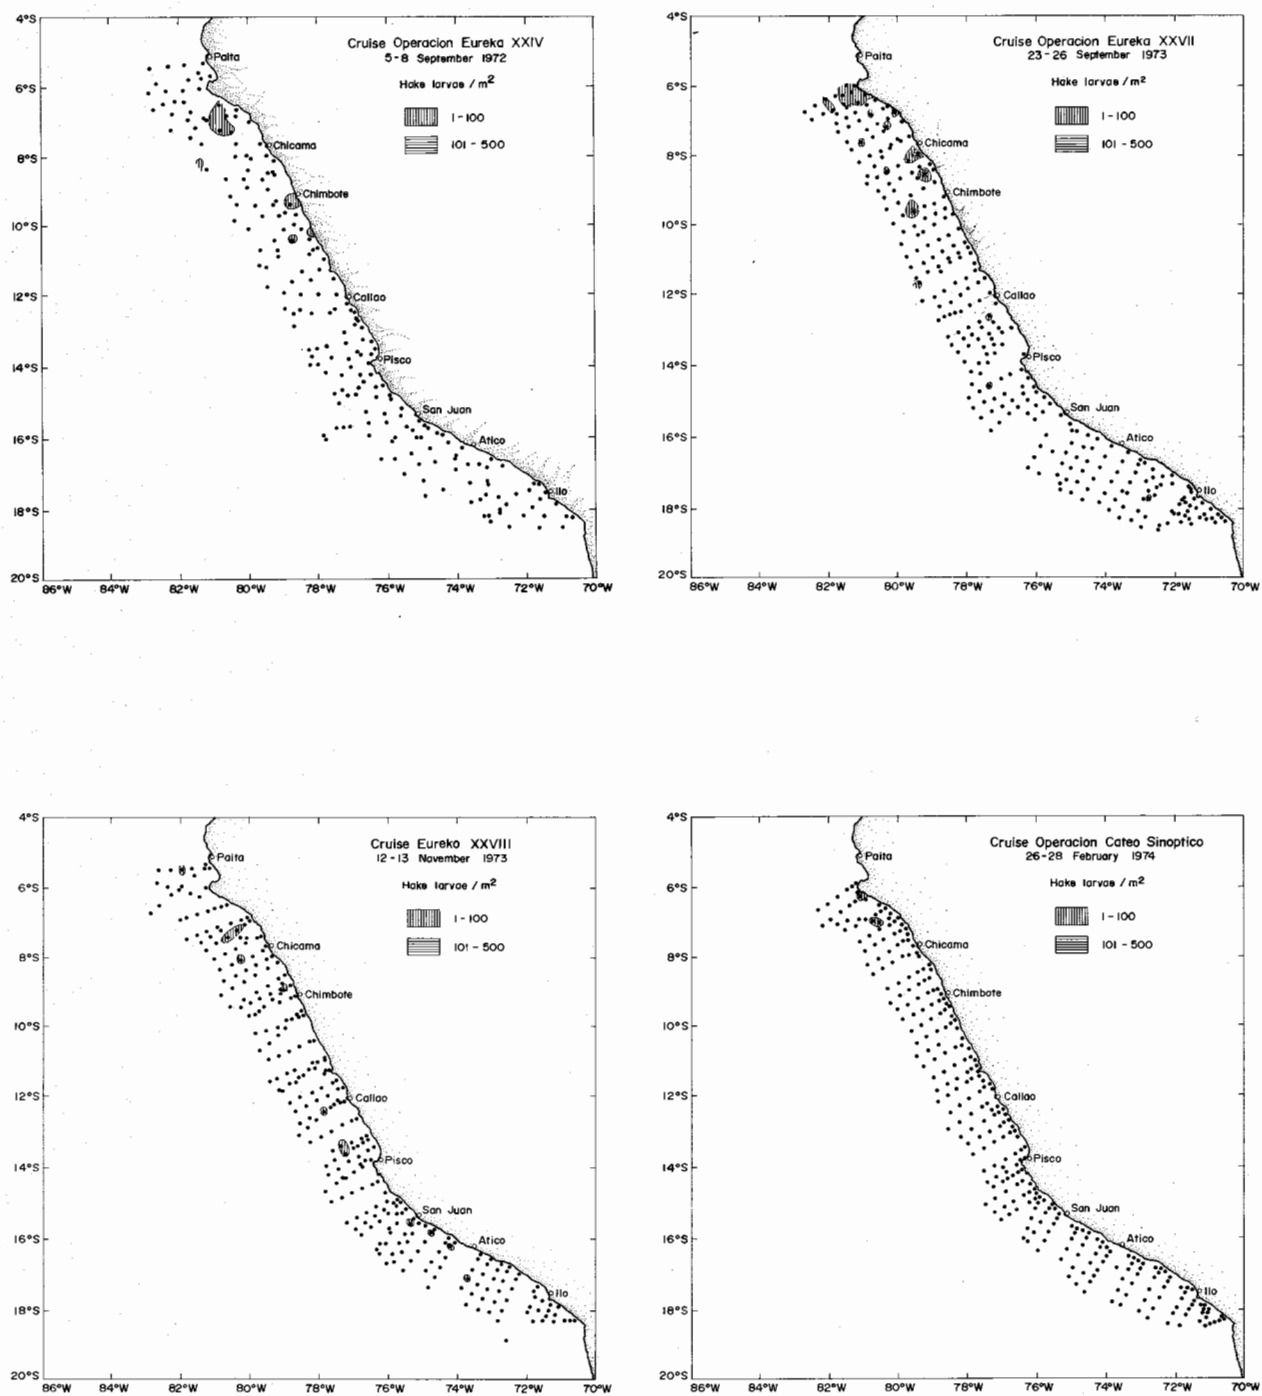 Cruise Operacion Eureka XXIV
5-8 September 1972
Hake larvae / m2
1-100
101-500
4°S
6°S
8°S
10°S
12°S
14°S
16°S
18°S
20°S
Paita
Chicama
Chimbote
Callao
Pisco
San Juan
Atico
Ilo
86°W 84°W 82°W 80°W 78°W 76°W 74°W 72°W 70°W
Cruise Operacion Eureka XXVII
23-26 September 1973
Hake larvae / m2
1-100
101-500
4°S
6°S
8°S
10°S
12°S
14°S
16°S
18°S
20°S
Paita
Chicama
Chimbote
Callao
Pisco
San Juan
Atico
Ilo
86°W 84°W 82°W 80°W 78°W 76°W 74°W 72°W 70°W
Cruise Eureko XXVIII
12-13 November 1973
Hake larvae / m2
1-100
101-500
4°S
6°S
8°S
10°S
12°S
14°S
16°S
18°S
20°S
Paita
Chicama
Chimbote
Callao
Pisco
San Juan
Atico
Ilo
86°W 84°W 82°W 80°W 78°W 76°W 74°W 72°W 70°W
Cruise Operacion Cateo Sinoptico
26-28 February 1974
Hake larvae / m2
1-100
101-500
4°S
6°S
8°S
10°S
12°S
14°S
16°S
18°S
20°S
Paita
Chicama
Chimbote
Callao
Pisco
San Juan
Atico
Ilo
86°W 84°W 82°W 80°W 78°W 76°W 74°W 72°W 70°W